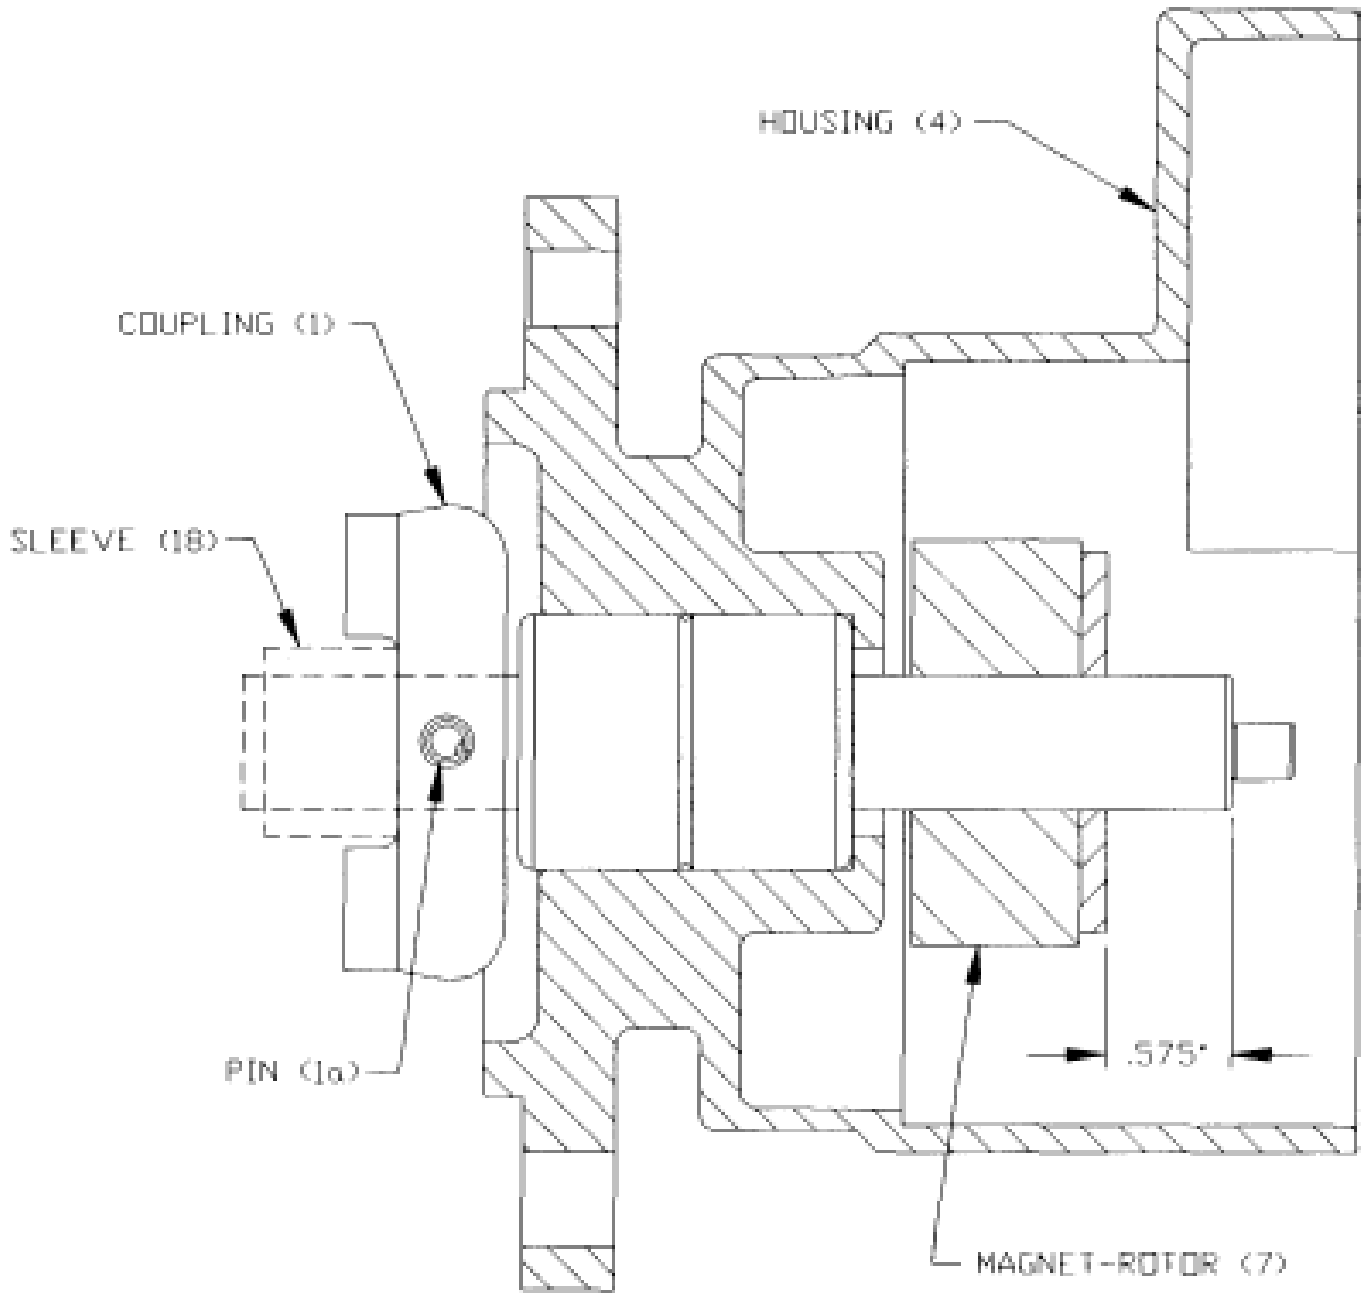 HOUSING (4)
COUPLING (1)
SLEEVE (18)
PIN (1a)
.575"
MAGNET-ROTOR (7)